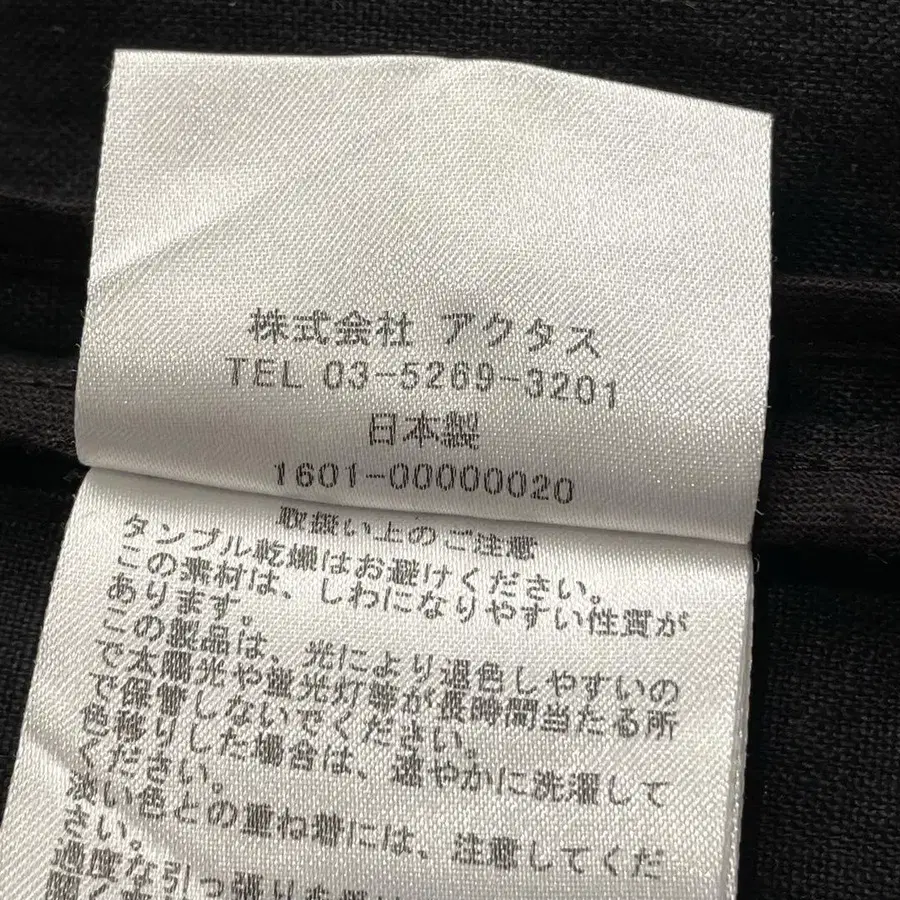 株式会社 アクタス
TEL 03-5269-3201
日本製
1601-00000020
取扱い上のご注意
タンブル乾燥はお避けください。
この素材は、しわになりやすい性質が
あります。
この製品は、光により退色しやすいの
で太陽光や蛍光灯等が長時間当たる所
で保管しないでください。
色移りした場合は、速やかに洗濯して
ください。
淡い色との重ね着には、注意してくだ
さい。
過度な引っ張り